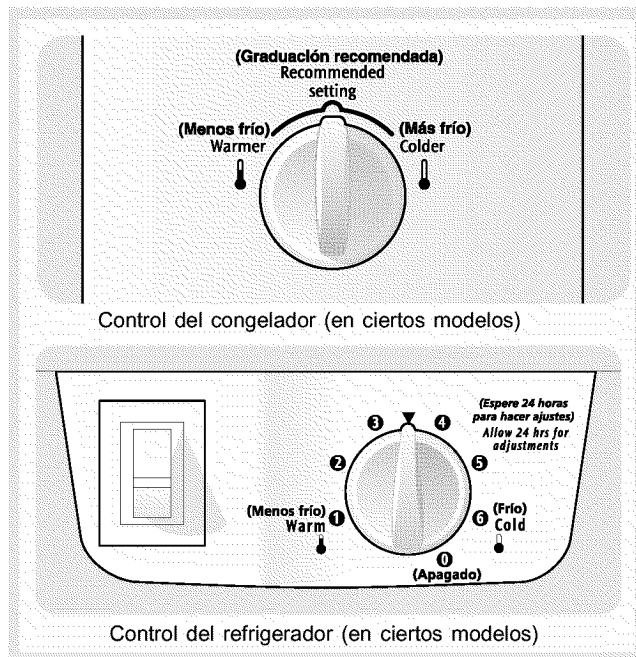 (Graduación recomendada)
Recommended
setting
(Menos frío)
Warmer
(Más frío)
Colder
Control del congelador (en ciertos modelos)
3
4
(Espere 24 horas
para hacer ajustes)
Allow 24 hrs for
adjustments
2
5
(Menos frío)
Warm
1
6
(Frío)
Cold
0
(Apagado)
Control del refrigerador (en ciertos modelos)